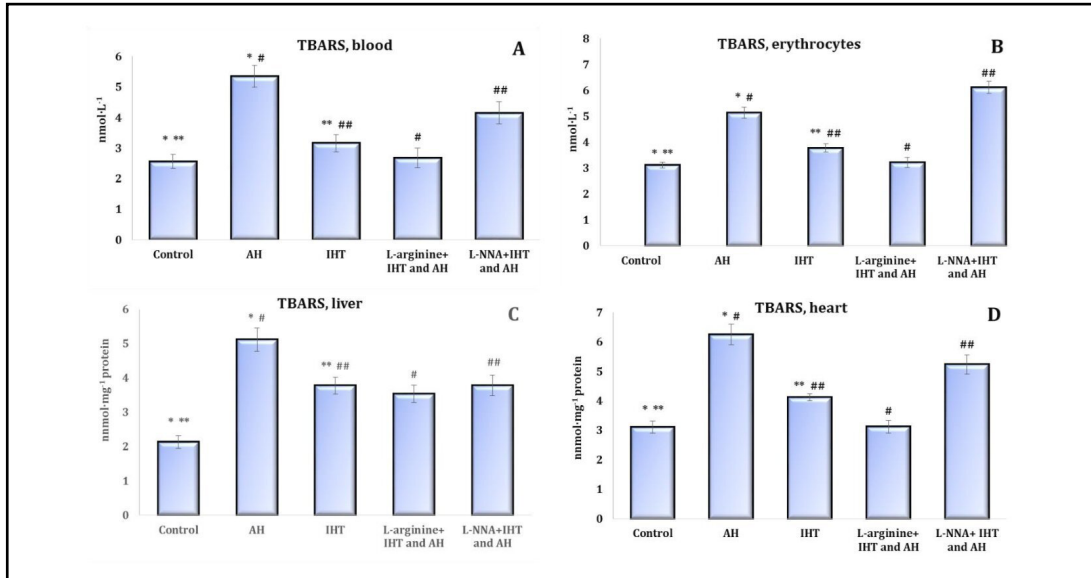 TBARS, blood
A
nmol·L⁻¹
6
5
4
3
2
1
0
* **
* #
** ##
#
##
Control
AH
IHT
L-arginine+
IHT and AH
L-NNA+IHT
and AH
TBARS, erythrocytes
B
nmol·L⁻¹
8
7
6
5
4
3
2
1
0
* **
* #
** ##
#
##
Control
AH
IHT
L-arginine+
IHT and AH
L-NNA+IHT
and AH
TBARS, liver
C
nnmol·mg⁻¹ protein
6
5
4
3
2
1
0
* **
* #
** ##
#
##
Control
AH
IHT
L-arginine+
IHT and AH
L-NNA+IHT
and AH
TBARS, heart
D
nnmol·mg⁻¹ protein
7
6
5
4
3
2
1
0
* **
* #
** ##
#
##
Control
AH
IHT
L-arginine+
IHT and AH
L-NNA+ IHT
and AH